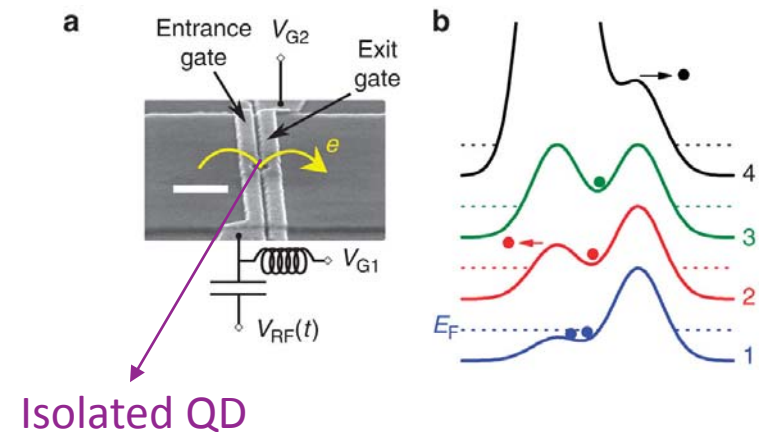 a
Entrance
gate
V_G2
Exit
gate
e
V_G1
V_RF(t)
Isolated QD
b
4
3
2
E_F
1